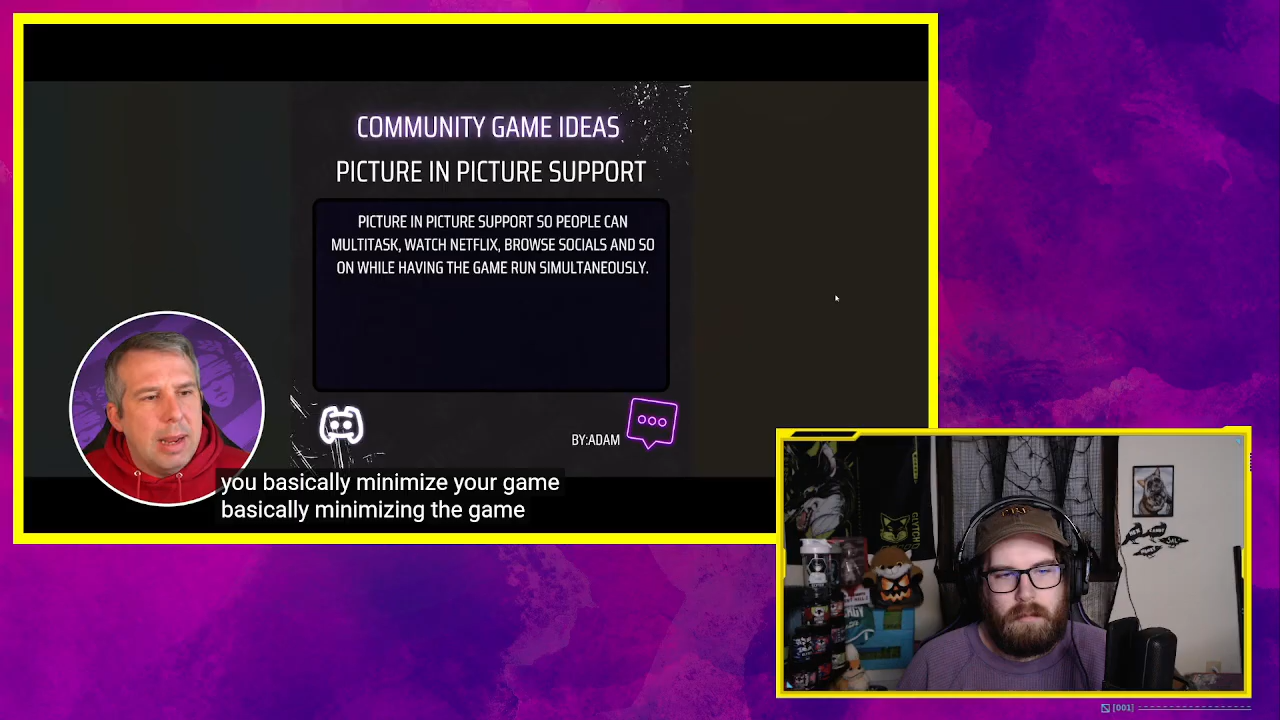 COMMUNITY GAME IDEAS
PICTURE IN PICTURE SUPPORT
PICTURE IN PICTURE SUPPORT SO PEOPLE CAN
MULTITASK, WATCH NETFLIX, BROWSE SOCIALS AND SO
ON WHILE HAVING THE GAME RUN SIMULTANEOUSLY.
BY:ADAM
you basically minimize your game
basically minimizing the game
[001]